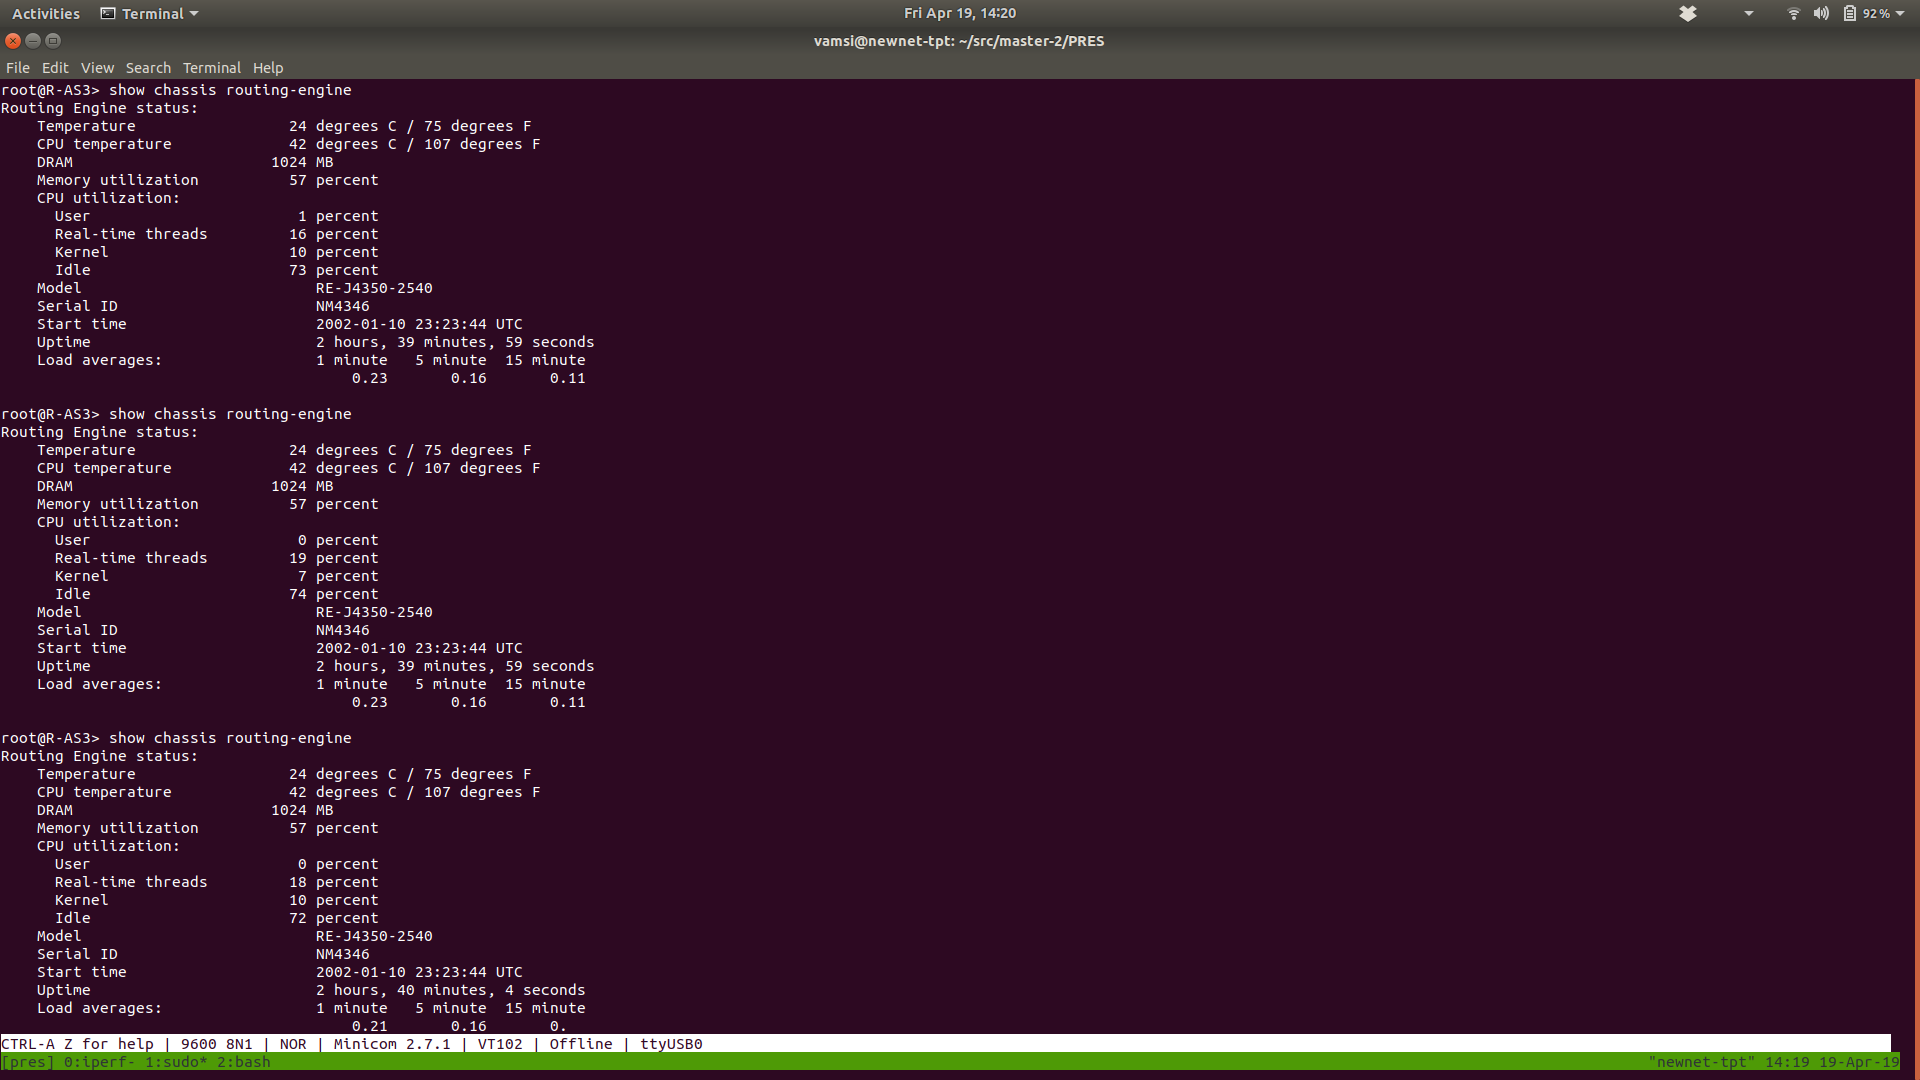 Activities Terminal Fri Apr 19, 14:20 92 %
vamsi@newnet-tpt: ~/src/master-2/PRES
File Edit View Search Terminal Help
root@R-AS3> show chassis routing-engine
Routing Engine status:
    Temperature                 24 degrees C / 75 degrees F
    CPU temperature             42 degrees C / 107 degrees F
    DRAM                      1024 MB
    Memory utilization          57 percent
    CPU utilization:
      User                       1 percent
      Real-time threads         16 percent
      Kernel                    10 percent
      Idle                      73 percent
    Model                          RE-J4350-2540
    Serial ID                      NM4346
    Start time                     2002-01-10 23:23:44 UTC
    Uptime                         2 hours, 39 minutes, 59 seconds
    Load averages:                 1 minute   5 minute  15 minute
                                       0.23       0.16       0.11

root@R-AS3> show chassis routing-engine
Routing Engine status:
    Temperature                 24 degrees C / 75 degrees F
    CPU temperature             42 degrees C / 107 degrees F
    DRAM                      1024 MB
    Memory utilization          57 percent
    CPU utilization:
      User                       0 percent
      Real-time threads         19 percent
      Kernel                     7 percent
      Idle                      74 percent
    Model                          RE-J4350-2540
    Serial ID                      NM4346
    Start time                     2002-01-10 23:23:44 UTC
    Uptime                         2 hours, 39 minutes, 59 seconds
    Load averages:                 1 minute   5 minute  15 minute
                                       0.23       0.16       0.11

root@R-AS3> show chassis routing-engine
Routing Engine status:
    Temperature                 24 degrees C / 75 degrees F
    CPU temperature             42 degrees C / 107 degrees F
    DRAM                      1024 MB
    Memory utilization          57 percent
    CPU utilization:
      User                       0 percent
      Real-time threads         18 percent
      Kernel                    10 percent
      Idle                      72 percent
    Model                          RE-J4350-2540
    Serial ID                      NM4346
    Start time                     2002-01-10 23:23:44 UTC
    Uptime                         2 hours, 40 minutes, 4 seconds
    Load averages:                 1 minute   5 minute  15 minute
                                       0.21       0.16       0.
CTRL-A Z for help | 9600 8N1 | NOR | Minicom 2.7.1 | VT102 | Offline | ttyUSB0
[pres] 0:iperf- 1:sudo* 2:bash "newnet-tpt" 14:19 19-Apr-19